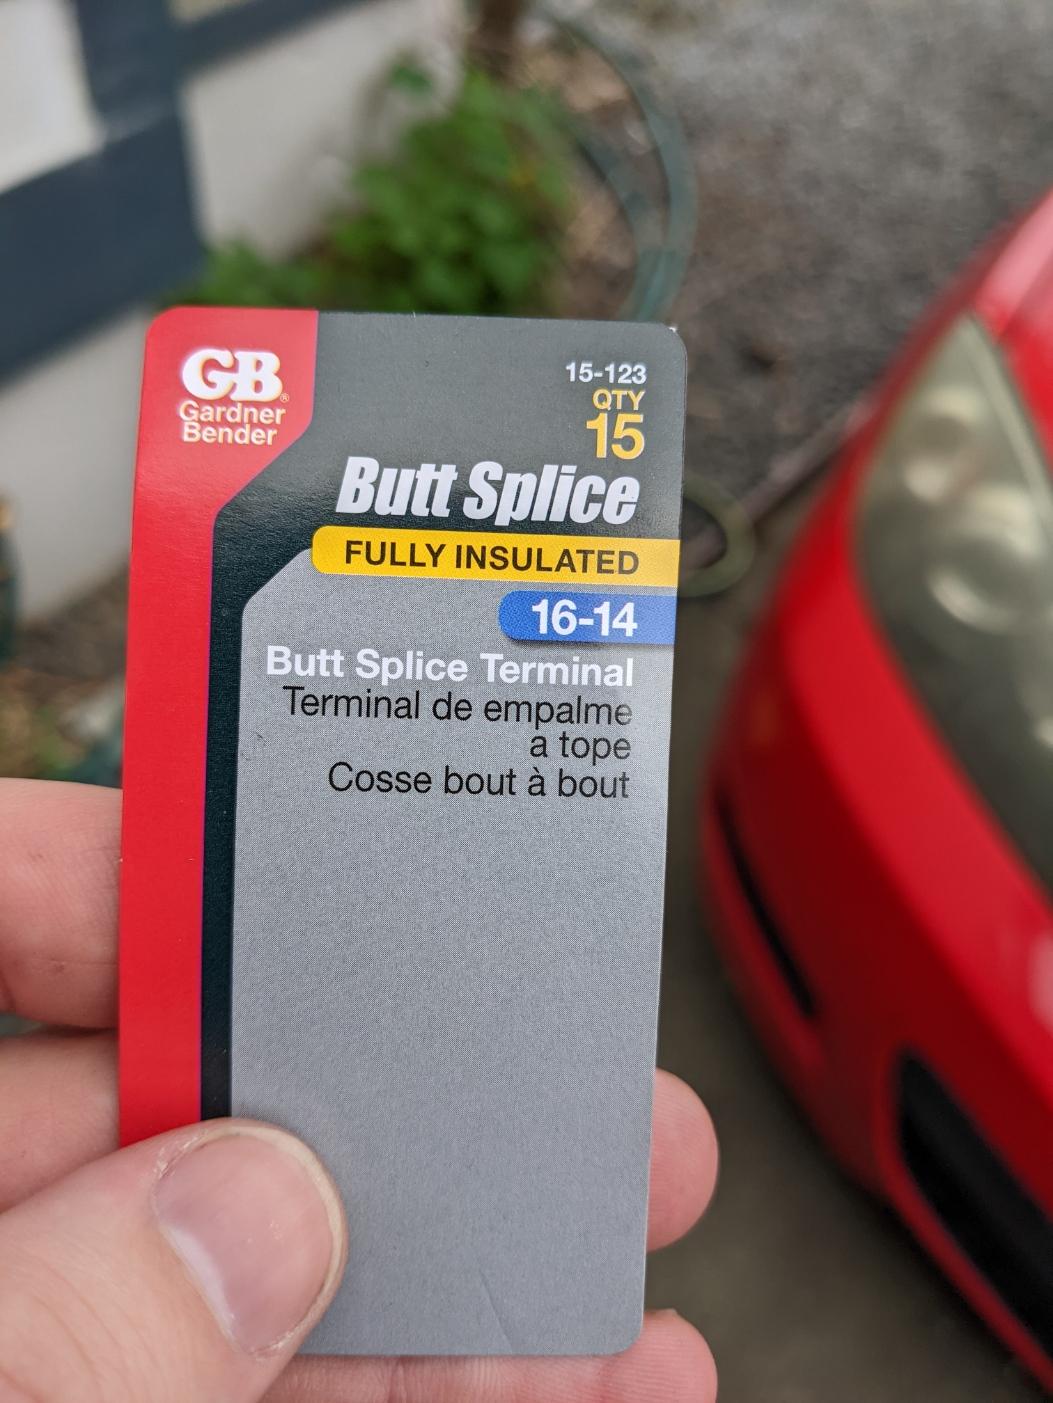 GB®
Gardner
Bender
15-123
QTY
15
Butt Splice
FULLY INSULATED
16-14
Butt Splice Terminal
Terminal de empalme
a tope
Cosse bout à bout